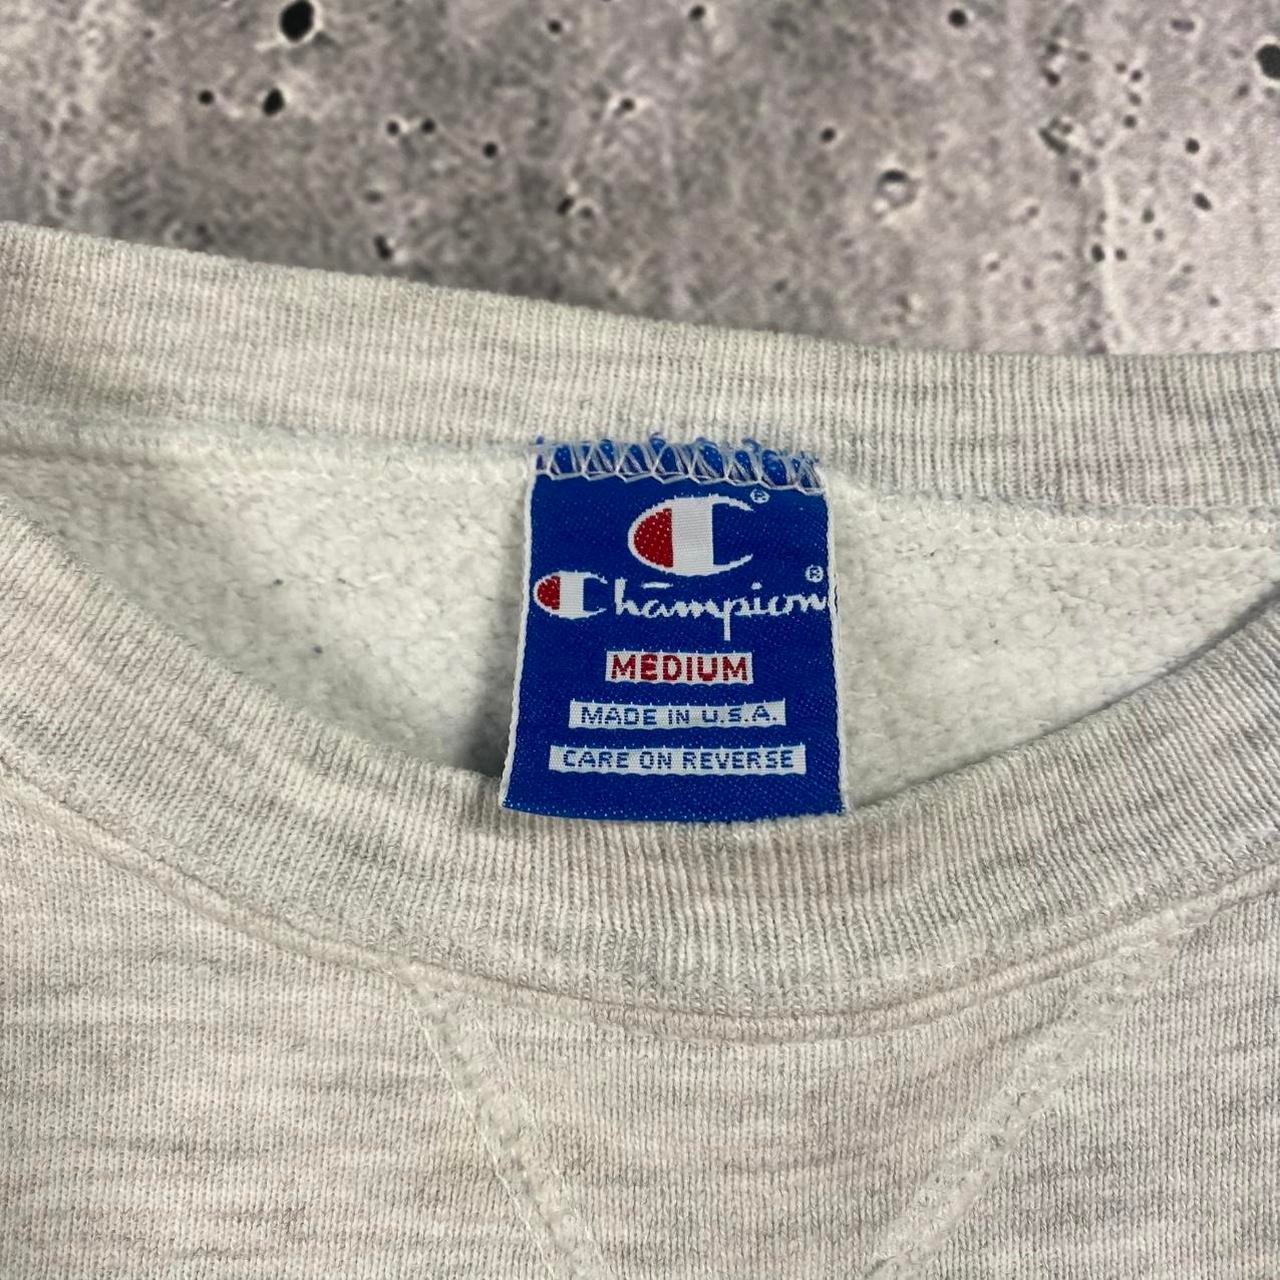 C®
Champion®
MEDIUM
MADE IN U.S.A.
CARE ON REVERSE